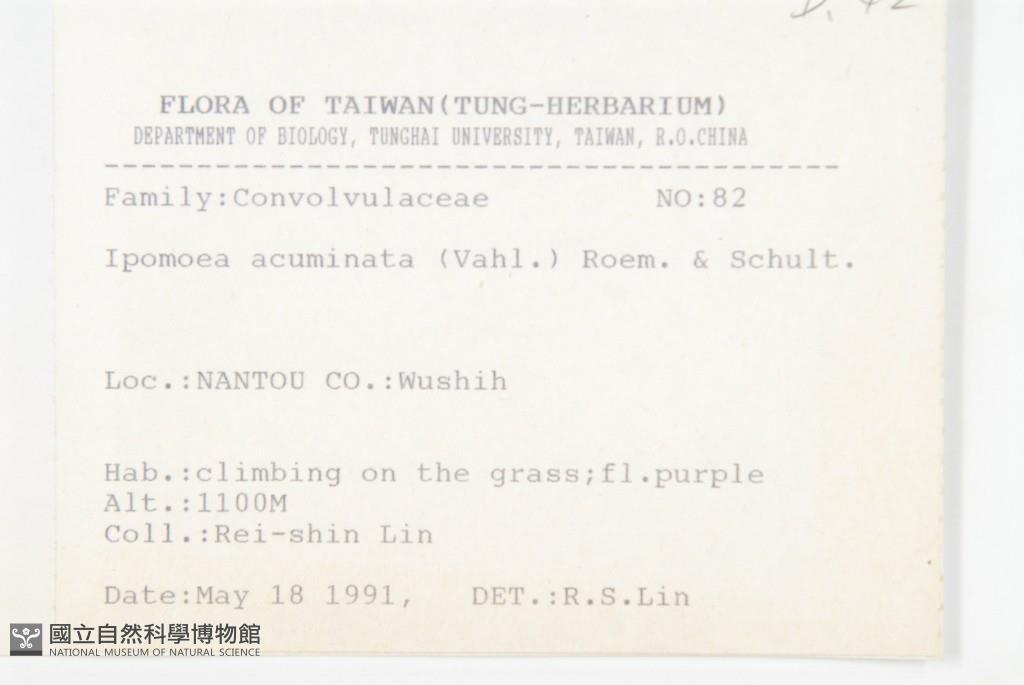 FLORA OF TAIWAN(TUNG-HERBARIUM)
DEPARTMENT OF BIOLOGY, TUNGHAI UNIVERSITY, TAIWAN, R.O.CHINA
----------------------------------------
Family:Convolvulaceae NO:82
Ipomoea acuminata (Vahl.) Roem. & Schult.
Loc.:NANTOU CO.:Wushih
Hab.:climbing on the grass;fl.purple
Alt.:1100M
Coll.:Rei-shin Lin
Date:May 18 1991, DET.:R.S.Lin
國立自然科學博物館
NATIONAL MUSEUM OF NATURAL SCIENCE